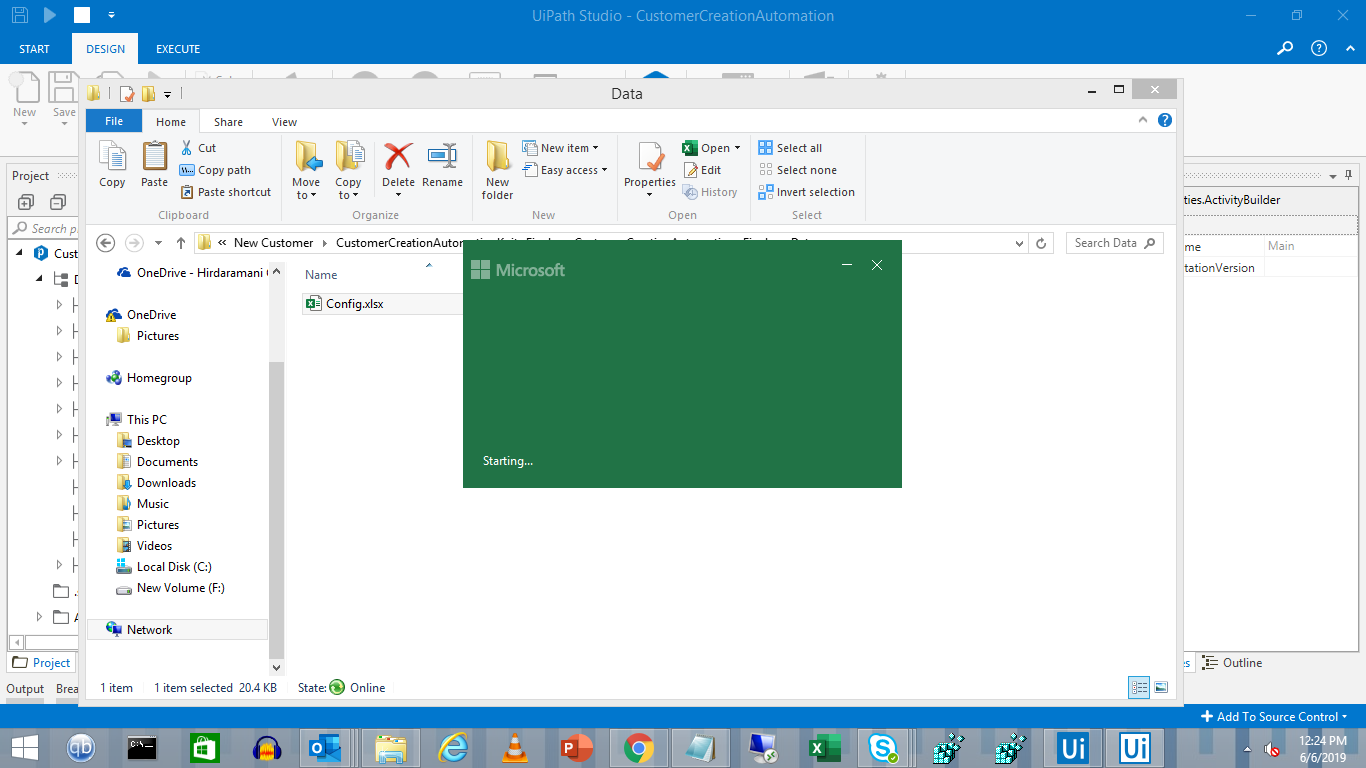 UiPath Studio - CustomerCreationAutomation
START DESIGN EXECUTE
New
Save
Data
File Home Share View
Copy
Paste
Cut
Copy path
Paste shortcut
Clipboard
Move to
Copy to
Delete
Rename
Organize
New folder
New item
Easy access
New
Properties
Open
Edit
History
Open
Select all
Select none
Invert selection
Select
« New Customer CustomerCreationAutom
Search Data
Project
Search p
Cust
OneDrive - Hirdaramani
OneDrive
Pictures
Homegroup
This PC
Desktop
Documents
Downloads
Music
Pictures
Videos
Local Disk (C:)
New Volume (F:)
Network
Name
Config.xlsx
Microsoft
Starting...
ties.ActivityBuilder
me Main
tationVersion
1 item 1 item selected 20.4 KB State: Online
Project
Outline
Output Brea
Add To Source Control
qb
C:\
Ui
Ui
12:24 PM
6/6/2019